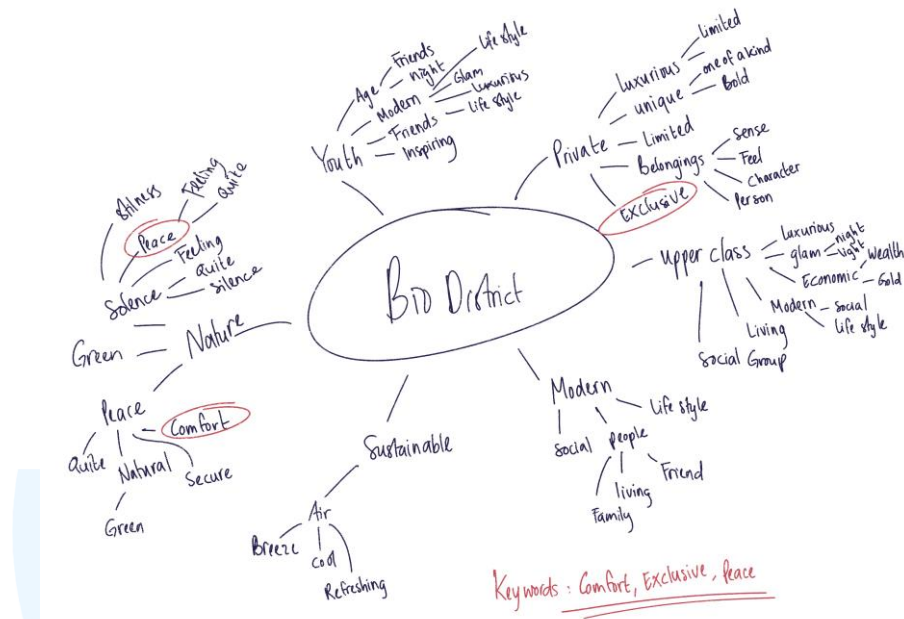 Bio District
Youth
Age
Friends
night
Modern
Life style
Glam
Luxurious
Friends
Life style
Inspiring
Private
Luxurious
Limited
unique
one of a kind
Bold
Limited
Belongings
Sense
Feel
Character
Person
Exclusive
upper class
Luxurious
glam
night
light
Economic
Wealth
Gold
Modern
Social
Life style
Living
Social Group
Modern
Life style
people
Friend
living
Family
Social
Sustainable
Air
Breeze
Cool
Refreshing
Nature
Solence
Stilness
Peace
Feeling
Quite
Feeling
Quite
Silence
Green
Peace
Comfort
Secure
Natural
Green
Quite
Keywords : Comfort, Exclusive, Peace